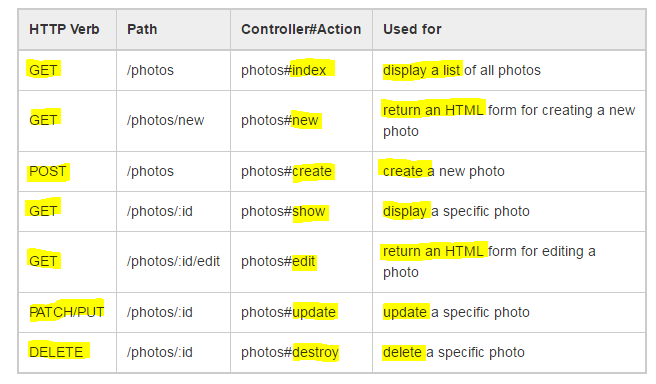 HTTP Verb Path Controller#Action Used for
GET /photos photos#index display a list of all photos
GET /photos/new photos#new return an HTML form for creating a new
photo
POST /photos photos#create create a new photo
GET /photos/:id photos#show display a specific photo
GET /photos/:id/edit photos#edit return an HTML form for editing a
photo
PATCH/PUT /photos/:id photos#update update a specific photo
DELETE /photos/:id photos#destroy delete a specific photo